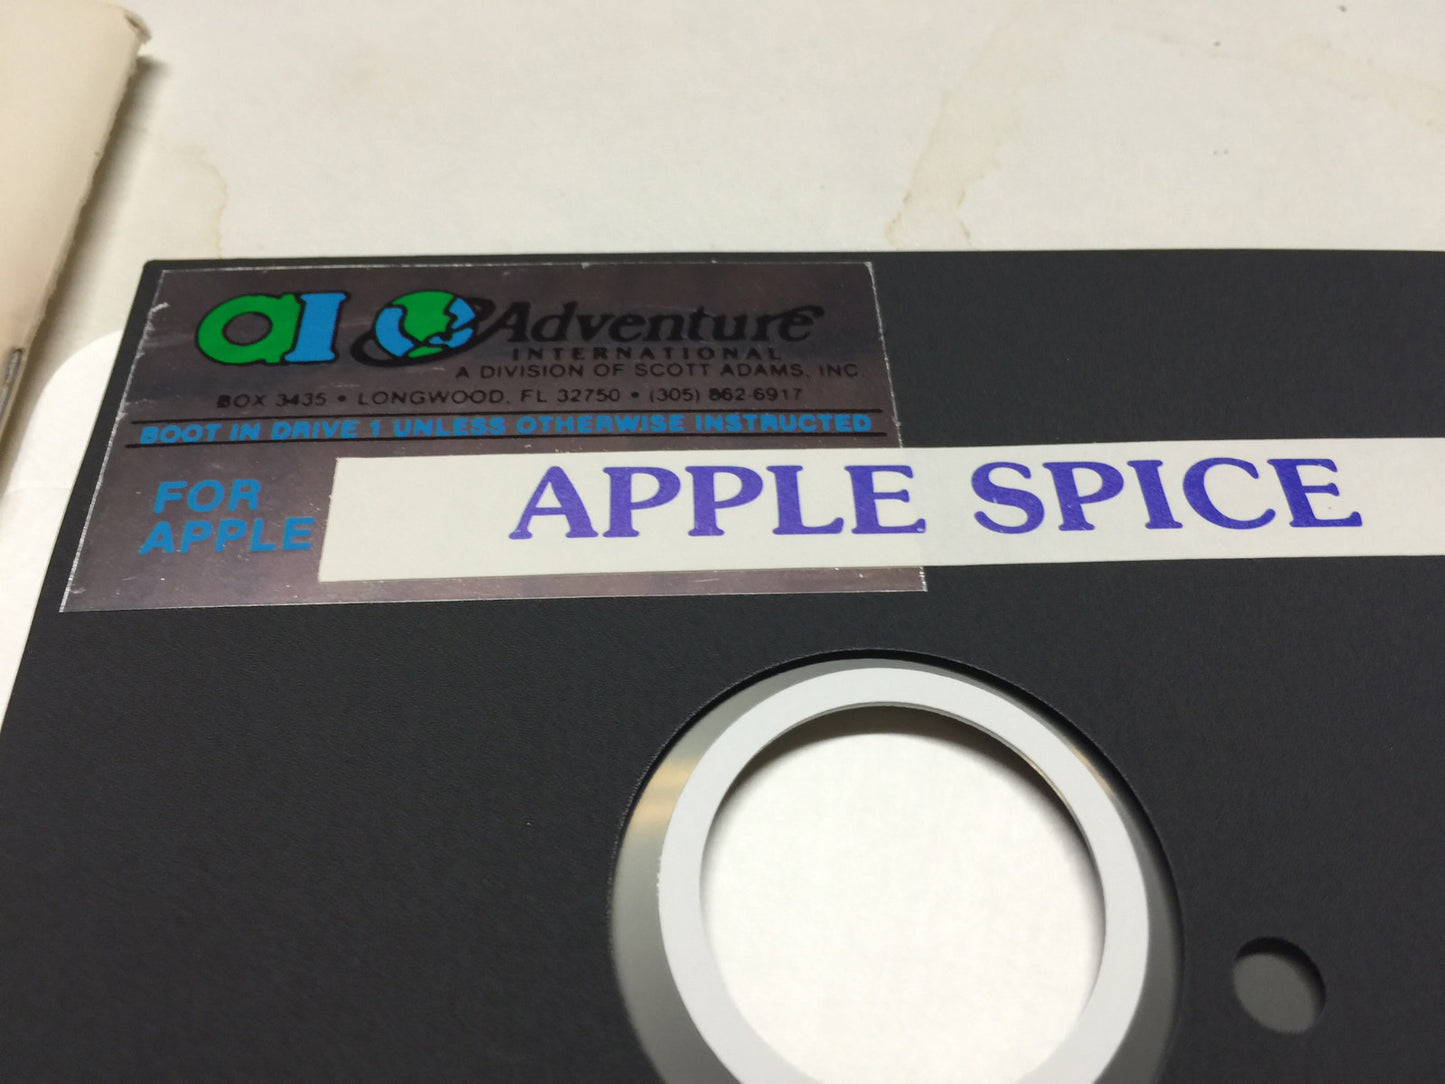 aI Adventure
INTERNATIONAL
A DIVISION OF SCOTT ADAMS, INC.
BOX 3435 • LONGWOOD, FL 32750 • (305) 862-6917
BOOT IN DRIVE 1 UNLESS OTHERWISE INSTRUCTED
FOR
APPLE
APPLE SPICE